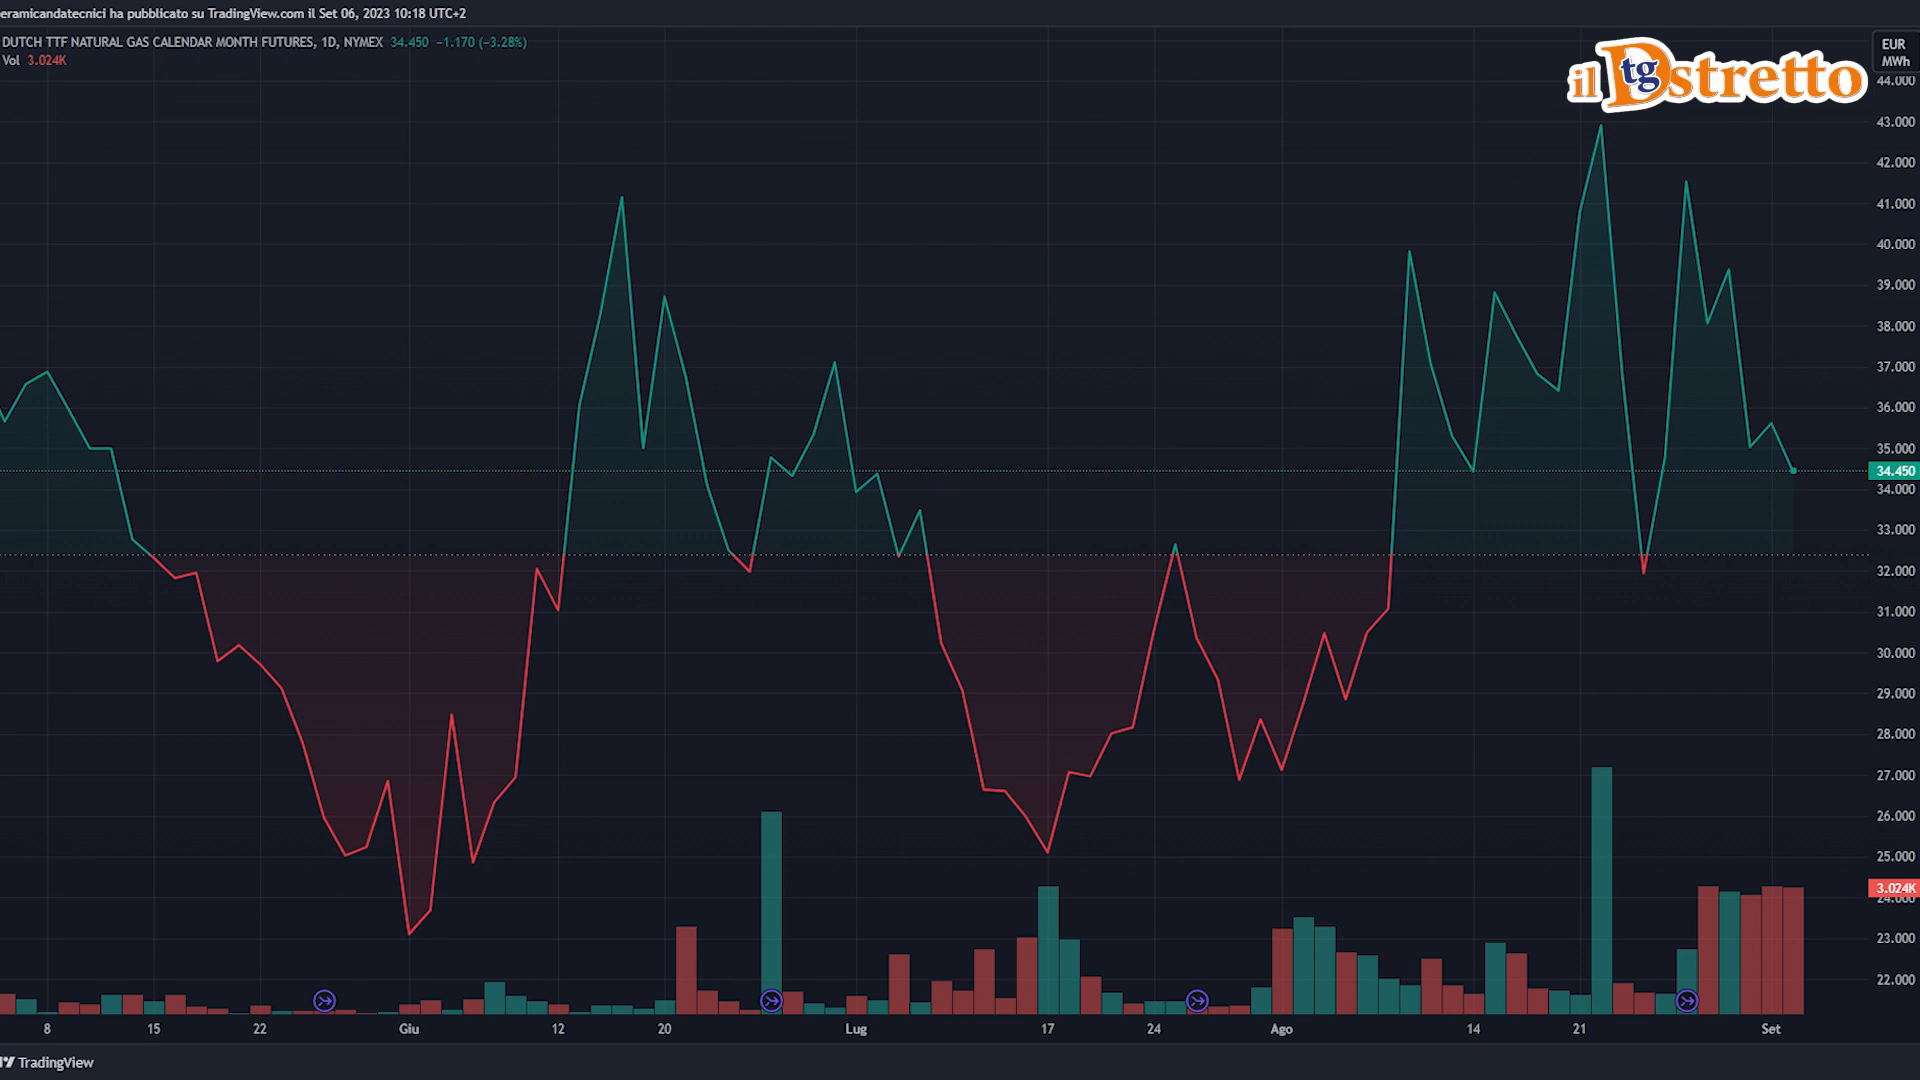 eramicandatecnici ha pubblicato su TradingView.com il Set 06, 2023 10:18 UTC+2
DUTCH TTF NATURAL GAS CALENDAR MONTH FUTURES, 1D, NYMEX 34.450 −1.170 (−3.28%)
Vol 3.024K
il Dstretto
tg
EUR
MWh
44.000
43.000
42.000
41.000
40.000
39.000
38.000
37.000
36.000
35.000
34.450
34.000
33.000
32.000
31.000
30.000
29.000
28.000
27.000
26.000
25.000
3.024K
24.000
23.000
22.000
8 15 22 Giu 12 20 Lug 17 24 Ago 14 21 Set
TradingView